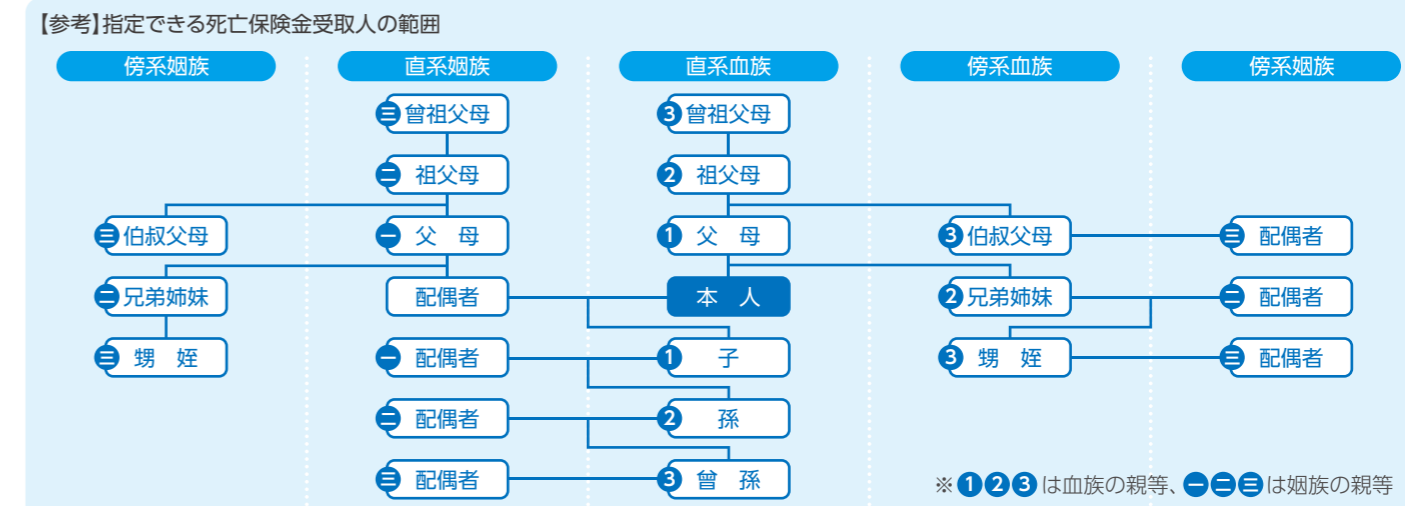 【参考】指定できる死亡保険金受取人の範囲
傍系姻族 直系姻族 直系血族 傍系血族 傍系姻族
三 曾祖父母 3 曾祖父母
二 祖父母 2 祖父母
三 伯叔父母 一 父 母 1 父 母 3 伯叔父母 三 配偶者
二 兄弟姉妹 配偶者 本 人 2 兄弟姉妹 二 配偶者
三 甥 姪 一 配偶者 1 子 3 甥 姪 三 配偶者
二 配偶者 2 孫
三 配偶者 3 曾 孫
※123は血族の親等、一二三は姻族の親等